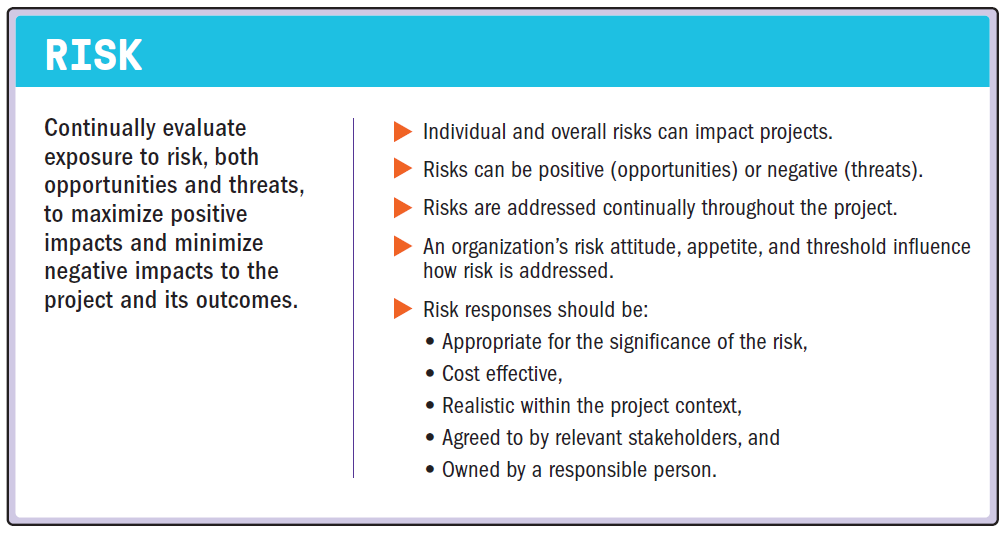 RISK
Continually evaluate
exposure to risk, both
opportunities and threats,
to maximize positive
impacts and minimize
negative impacts to the
project and its outcomes.
▶ Individual and overall risks can impact projects.
▶ Risks can be positive (opportunities) or negative (threats).
▶ Risks are addressed continually throughout the project.
▶ An organization’s risk attitude, appetite, and threshold influence
how risk is addressed.
▶ Risk responses should be:
• Appropriate for the significance of the risk,
• Cost effective,
• Realistic within the project context,
• Agreed to by relevant stakeholders, and
• Owned by a responsible person.